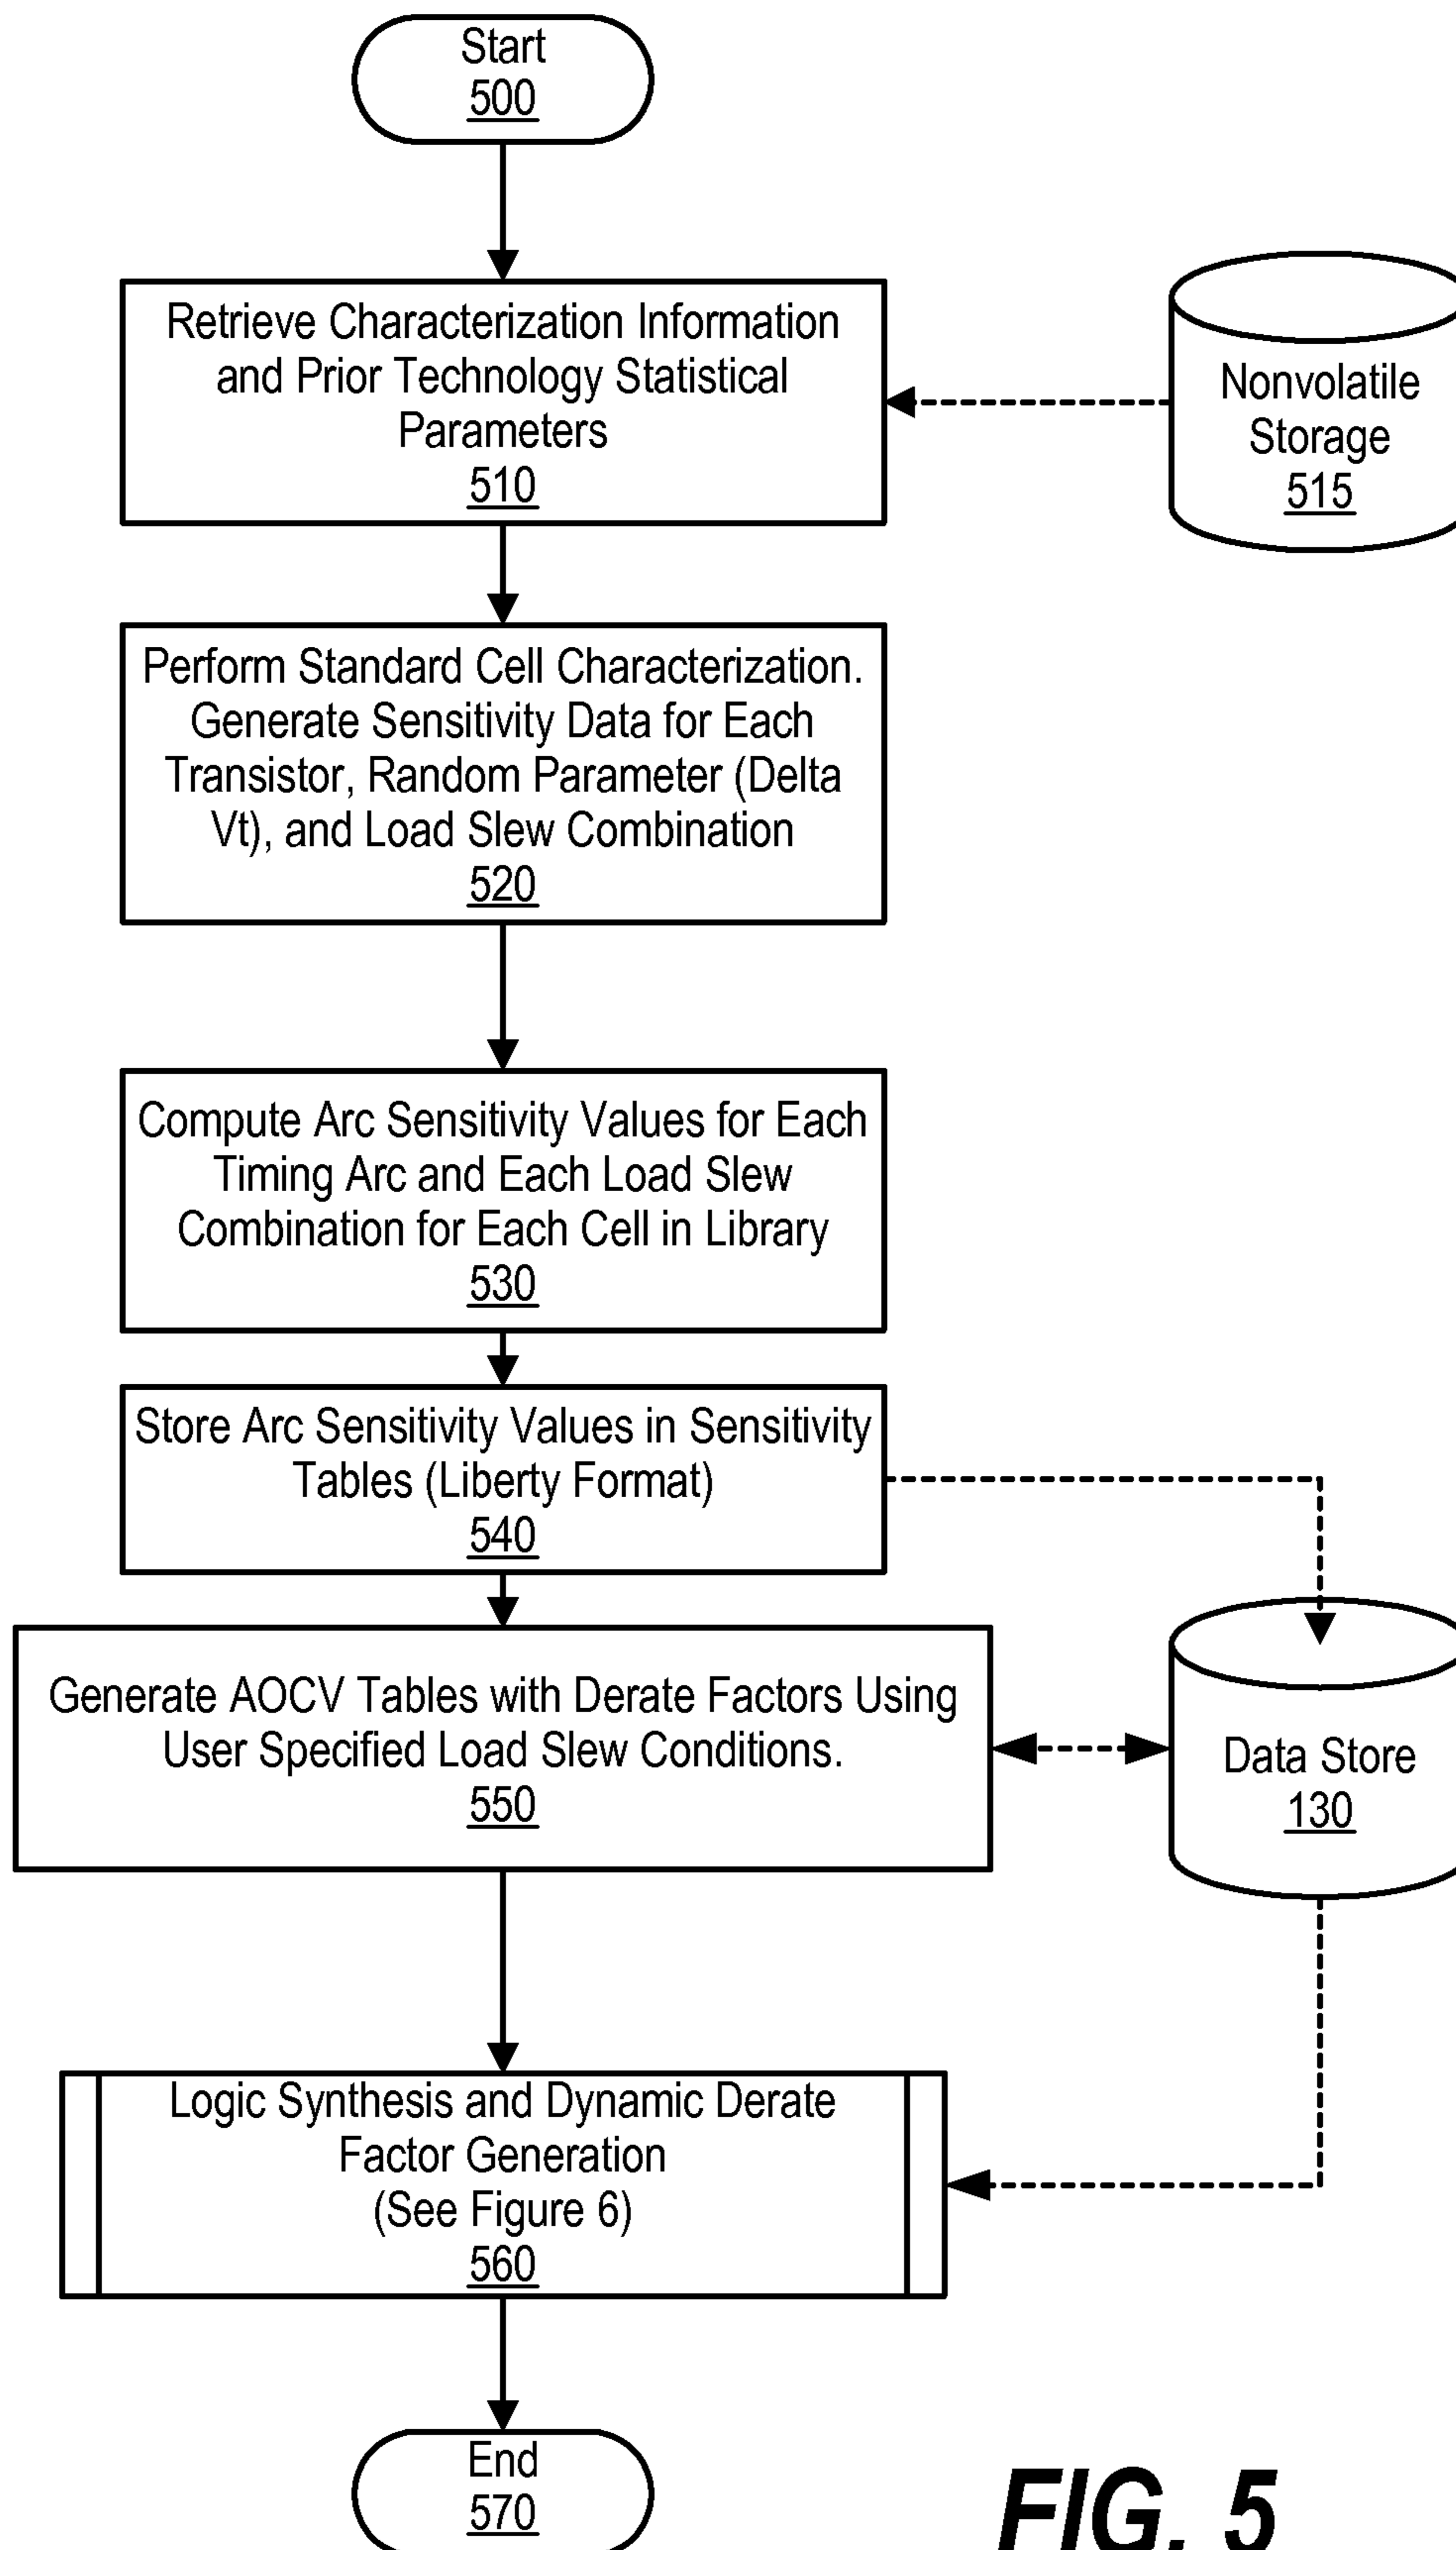 Start
500
Retrieve Characterization Information
and Prior Technology Statistical
Parameters
510
Nonvolatile
Storage
515
Perform Standard Cell Characterization.
Generate Sensitivity Data for Each
Transistor, Random Parameter (Delta
Vt), and Load Slew Combination
520
Compute Arc Sensitivity Values for Each
Timing Arc and Each Load Slew
Combination for Each Cell in Library
530
Store Arc Sensitivity Values in Sensitivity
Tables (Liberty Format)
540
Generate AOCV Tables with Derate Factors Using
User Specified Load Slew Conditions.
550
Data Store
130
Logic Synthesis and Dynamic Derate
Factor Generation
(See Figure 6)
560
End
570
FIG. 5